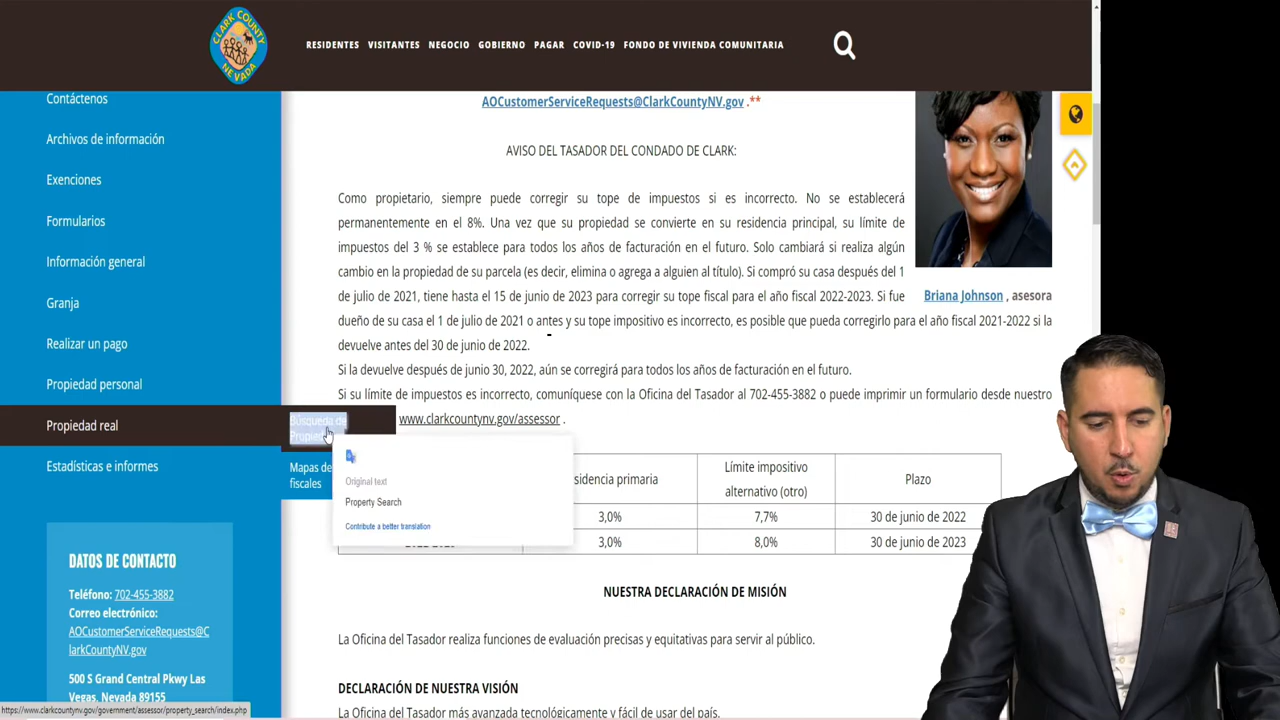 CLARK COUNTY
NEVADA
RESIDENTES VISITANTES NEGOCIO GOBIERNO PAGAR COVID-19 FONDO DE VIVIENDA COMUNITARIA
Contáctenos
Archivos de información
Exenciones
Formularios
Información general
Granja
Realizar un pago
Propiedad personal
Propiedad real
Estadísticas e informes
Búsqueda de
Mapas de
fiscales
Original text
Property Search
Contribute a better translation
DATOS DE CONTACTO
Teléfono: 702-455-3882
Correo electrónico:
AOCustomerServiceRequests@C
larkCountyNV.gov
500 S Grand Central Pkwy Las
Vegas, Nevada 89155
https://www.clarkcountynv.gov/government/assessor/property_search/index.php
AOCustomerServiceRequests@ClarkCountyNV.gov .**
AVISO DEL TASADOR DEL CONDADO DE CLARK:
Como propietario, siempre puede corregir su tope de impuestos si es incorrecto. No se establecerá
permanentemente en el 8%. Una vez que su propiedad se convierte en su residencia principal, su límite de
impuestos del 3 % se establece para todos los años de facturación en el futuro. Solo cambiará si realiza algún
cambio en la propiedad de su parcela (es decir, elimina o agrega a alguien al título). Si compró su casa después del 1
de julio de 2021, tiene hasta el 15 de junio de 2023 para corregir su tope fiscal para el año fiscal 2022-2023. Si fue
dueño de su casa el 1 de julio de 2021 o antes y su tope impositivo es incorrecto, es posible que pueda corregirlo para el año fiscal 2021-2022 si la
devuelve antes del 30 de junio de 2022.
Briana Johnson , asesora
Si la devuelve después de junio 30, 2022, aún se corregirá para todos los años de facturación en el futuro.
Si su límite de impuestos es incorrecto, comuníquese con la Oficina del Tasador al 702-455-3882 o puede imprimir un formulario desde nuestro
www.clarkcountynv.gov/assessor .
sidencia primaria
Límite impositivo
alternativo (otro)
Plazo
3,0% 7,7% 30 de junio de 2022
3,0% 8,0% 30 de junio de 2023
NUESTRA DECLARACIÓN DE MISIÓN
La Oficina del Tasador realiza funciones de evaluación precisas y equitativas para servir al público.
DECLARACIÓN DE NUESTRA VISIÓN
La Oficina del Tasador más avanzada tecnológicamente y fácil de usar del país.